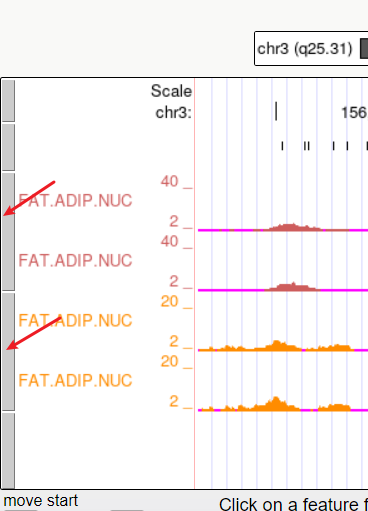 chr3 (q25.31)
Scale
chr3:
156
40
FAT.ADIP.NUC
2
40
FAT.ADIP.NUC
2
20
FAT.ADIP.NUC
2
20
FAT.ADIP.NUC
2
move start
Click on a feature f